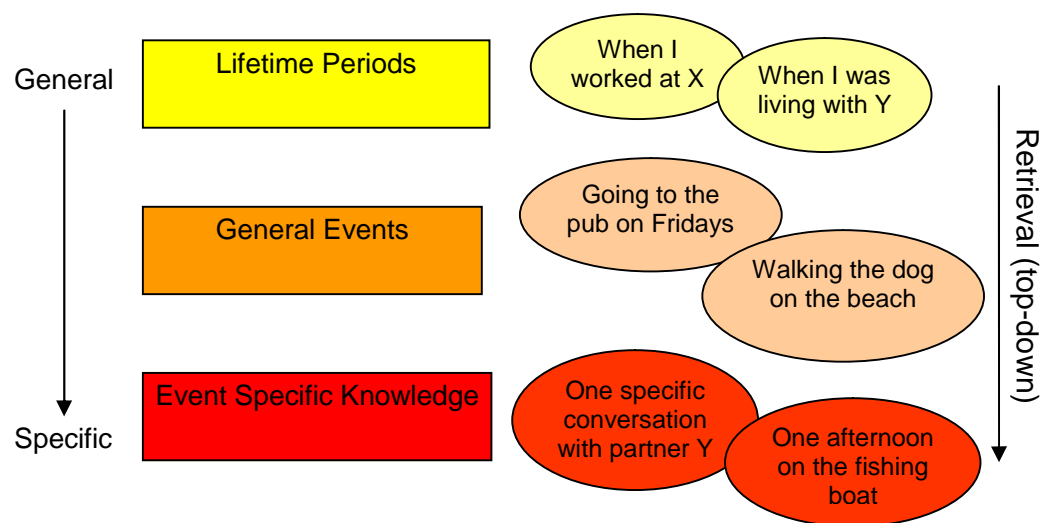 General
Lifetime Periods
When I
worked at X
When I was
living with Y
General Events
Going to the
pub on Fridays
Walking the dog
on the beach
Event Specific Knowledge
Specific
One specific
conversation
with partner Y
One afternoon
on the fishing
boat
Retrieval (top-down)